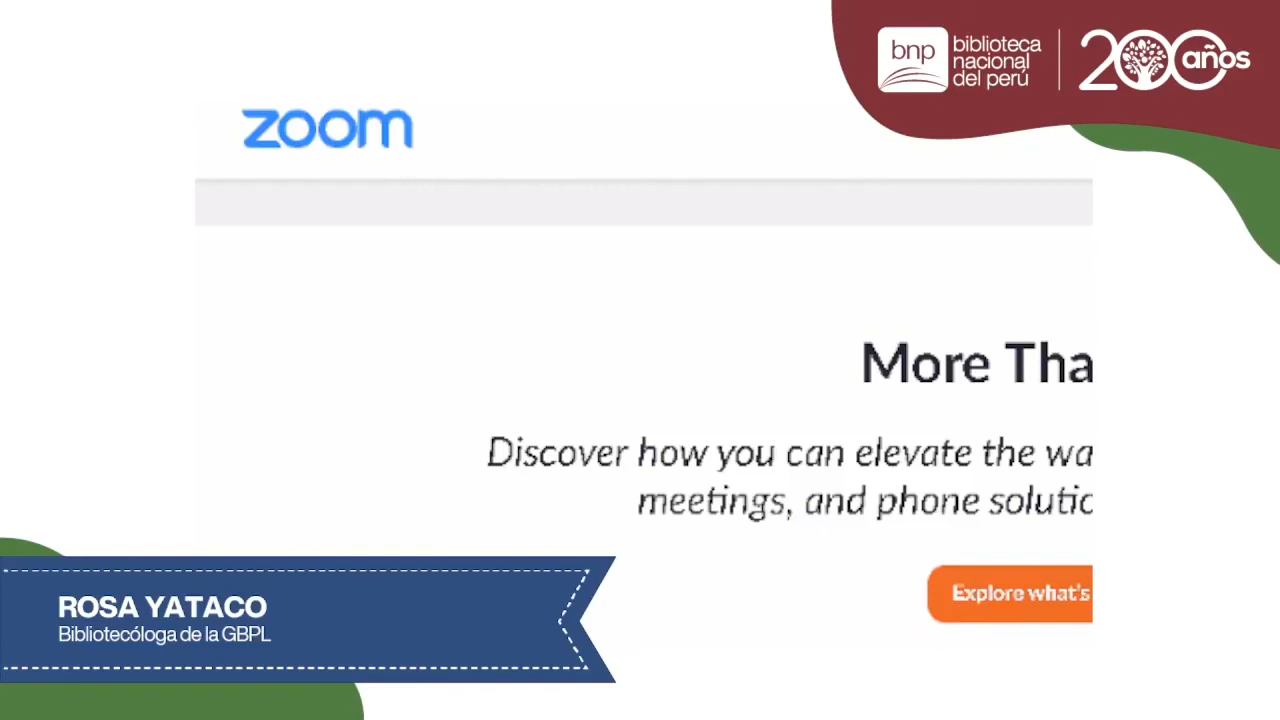 bnp
biblioteca
nacional
del perú
200 años
zoom
More Tha
Discover how you can elevate the wa
meetings, and phone solutic
Explore what's
ROSA YATACO
Bibliotecóloga de la GBPL